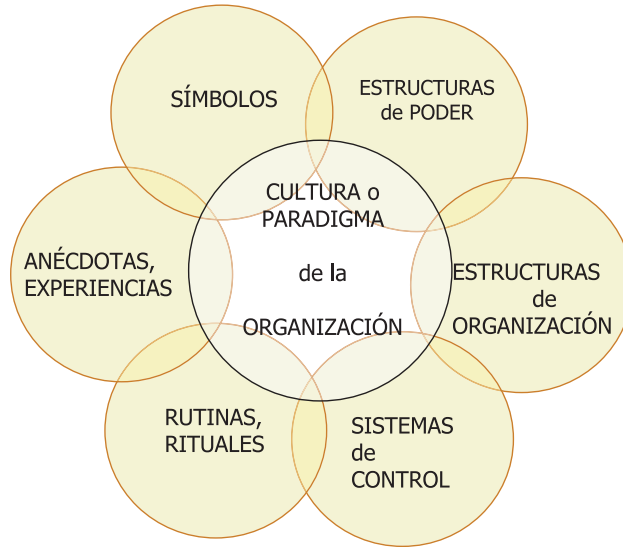 SÍMBOLOS
ESTRUCTURAS
de PODER
CULTURA o
PARADIGMA
de la
ORGANIZACIÓN
ANÉCDOTAS,
EXPERIENCIAS
ESTRUCTURAS
de
ORGANIZACIÓN
RUTINAS,
RITUALES
SISTEMAS
de
CONTROL